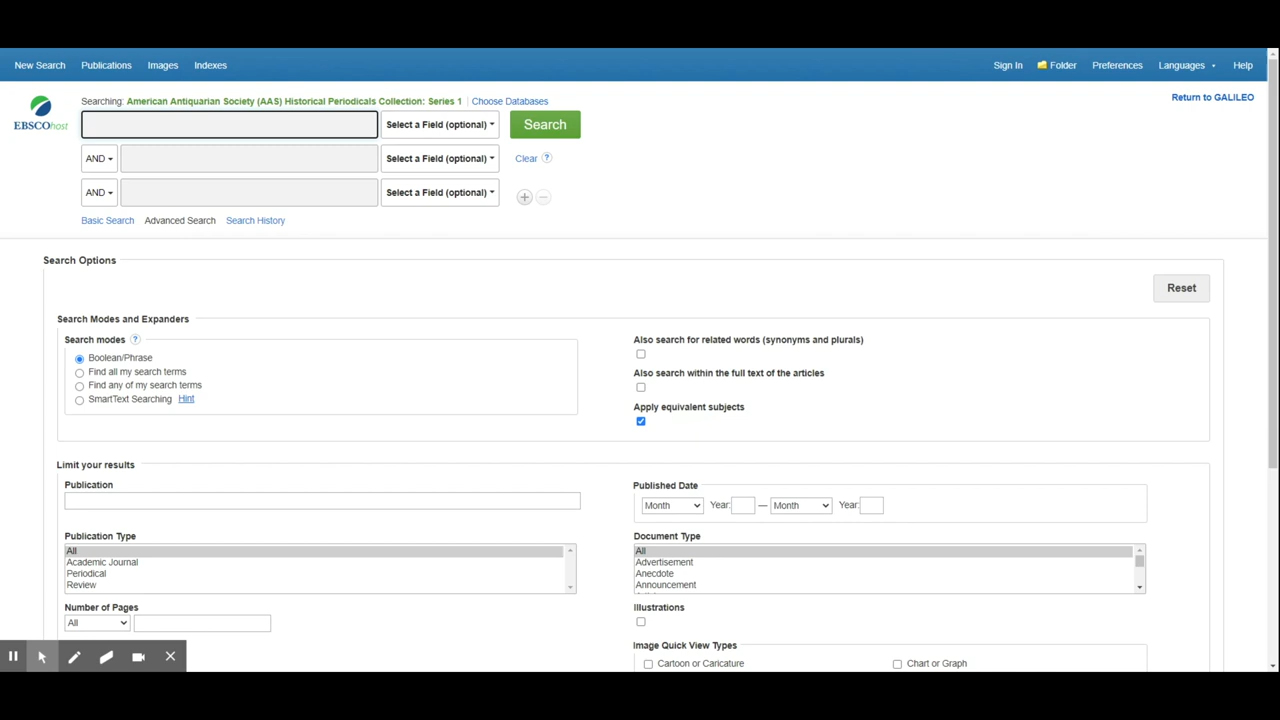 New Search Publications Images Indexes Sign In Folder Preferences Languages Help
Return to GALILEO
EBSCOhost
Searching: American Antiquarian Society (AAS) Historical Periodicals Collection: Series 1 Choose Databases
Select a Field (optional) Search
AND Select a Field (optional) Clear ?
AND Select a Field (optional)
Basic Search Advanced Search Search History
Search Options
Reset
Search Modes and Expanders
Search modes ?
Boolean/Phrase
Find all my search terms
Find any of my search terms
SmartText Searching Hint
Also search for related words (synonyms and plurals)
Also search within the full text of the articles
Apply equivalent subjects
Limit your results
Publication
Published Date
Month Year: — Month Year:
Publication Type
All
Academic Journal
Periodical
Review
Document Type
All
Advertisement
Anecdote
Announcement
Number of Pages
All
Illustrations
Image Quick View Types
Cartoon or Caricature Chart or Graph